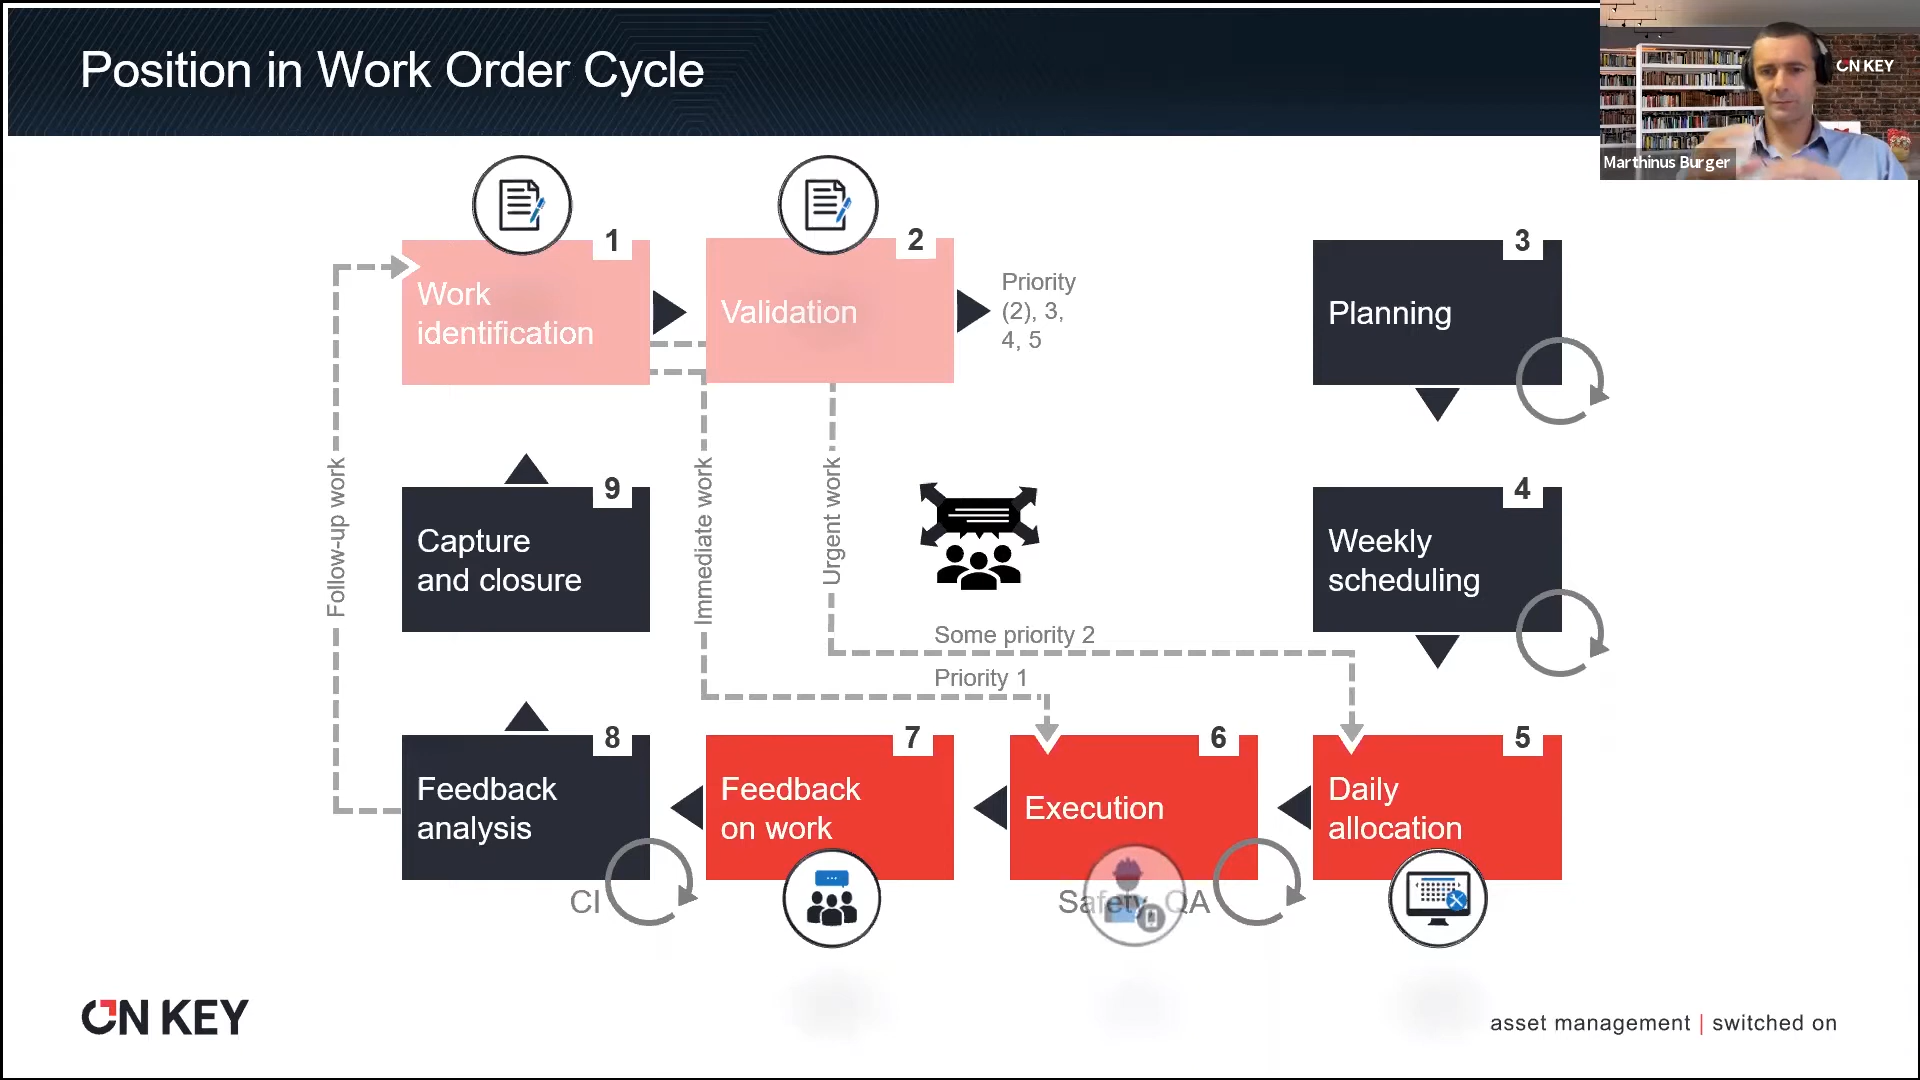 Position in Work Order Cycle
ON KEY
Marthinus Burger
1
Work
identification
2
Validation
Priority
(2), 3,
4, 5
3
Planning
Follow-up work
9
Capture
and closure
Immediate work
Urgent work
4
Weekly
scheduling
Some priority 2
Priority 1
8
Feedback
analysis
7
Feedback
on work
6
Execution
5
Daily
allocation
CI
Safety, QA
ON KEY
asset management | switched on